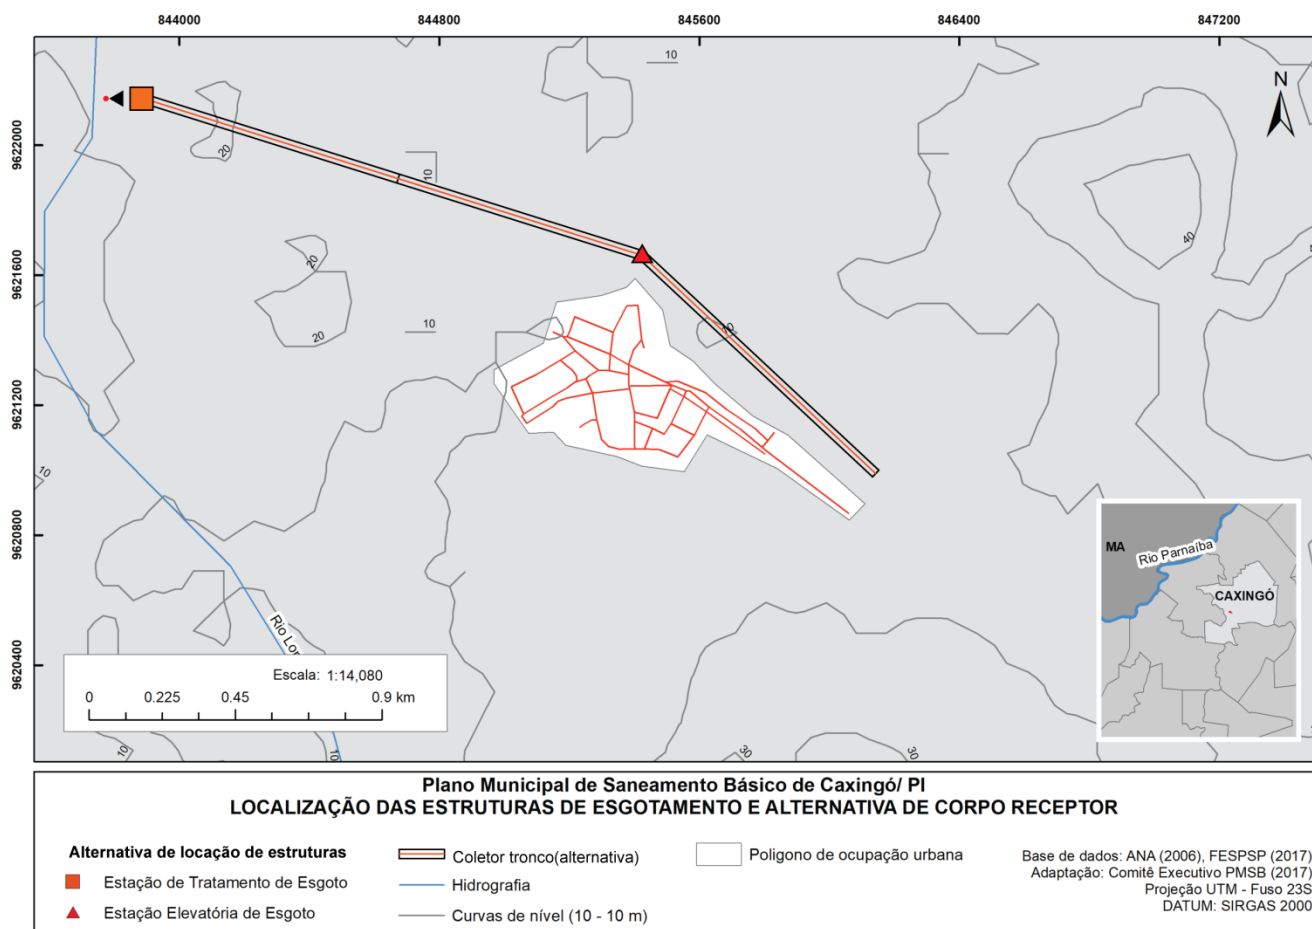 844000
844800
845600
846400
847200
9622000
9621600
9621200
9620800
9620400
10
N
20
10
40
20
20
10
10
MA
Rio Parnaíba
CAXINGÓ
Rio Lon
Escala: 1:14,080
0 0.225 0.45 0.9 km
10
10
30
30
Plano Municipal de Saneamento Básico de Caxingó/ PI
LOCALIZAÇÃO DAS ESTRUTURAS DE ESGOTAMENTO E ALTERNATIVA DE CORPO RECEPTOR
Alternativa de locação de estruturas
Estação de Tratamento de Esgoto
Estação Elevatória de Esgoto
Coletor tronco(alternativa)
Hidrografia
Curvas de nível (10 - 10 m)
Poligono de ocupação urbana
Base de dados: ANA (2006), FESPSP (2017)
Adaptação: Comitê Executivo PMSB (2017)
Projeção UTM - Fuso 23S
DATUM: SIRGAS 2000